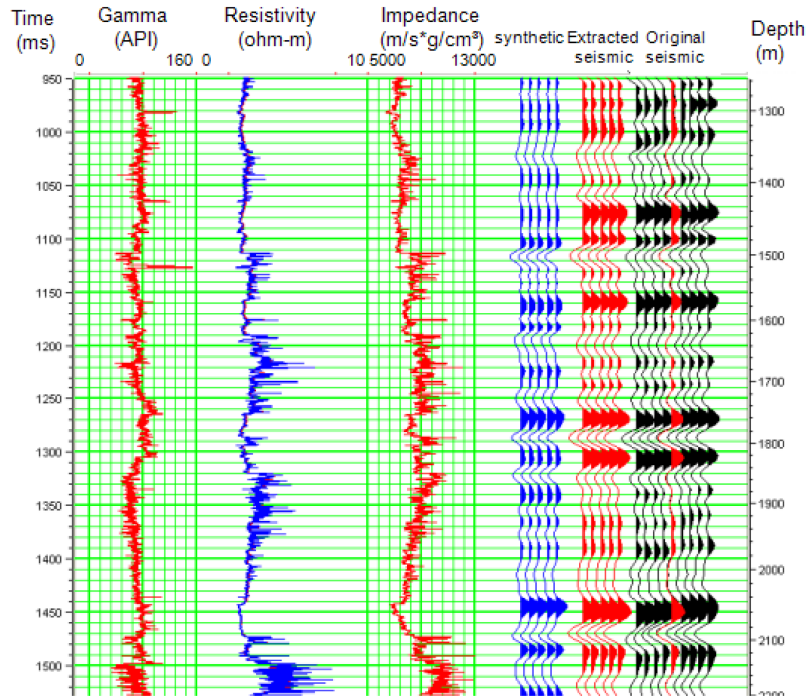 Time
(ms)
Gamma
(API)
Resistivity
(ohm-m)
Impedance
(m/s*g/cm³)
synthetic
Extracted
seismic
Original
seismic
Depth
(m)
0
160
0
10
5000
13000
950
1000
1050
1100
1150
1200
1250
1300
1350
1400
1450
1500
1300
1400
1500
1600
1700
1800
1900
2000
2100
2200